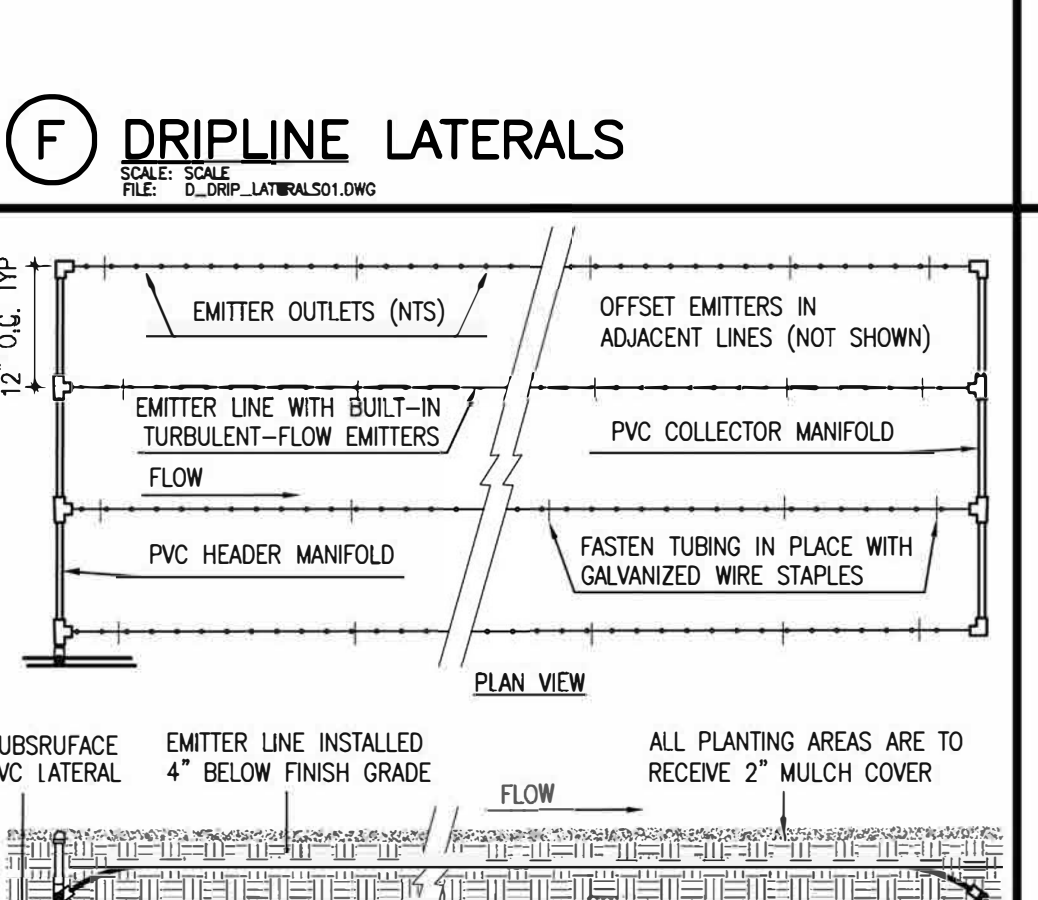 F DRIPLINE LATERALS
SCALE: SCALE
FILE: D_DRIP_LATERALS01.DWG
12" O.C. TYP
EMITTER OUTLETS (NTS)
OFFSET EMITTERS IN
ADJACENT LINES (NOT SHOWN)
EMITTER LINE WITH BUILT-IN
TURBULENT-FLOW EMITTERS
PVC COLLECTOR MANIFOLD
FLOW
PVC HEADER MANIFOLD
FASTEN TUBING IN PLACE WITH
GALVANIZED WIRE STAPLES
PLAN VIEW
UBSRUFACE
VC LATERAL
EMITTER LINE INSTALLED
4" BELOW FINISH GRADE
FLOW
ALL PLANTING AREAS ARE TO
RECEIVE 2" MULCH COVER